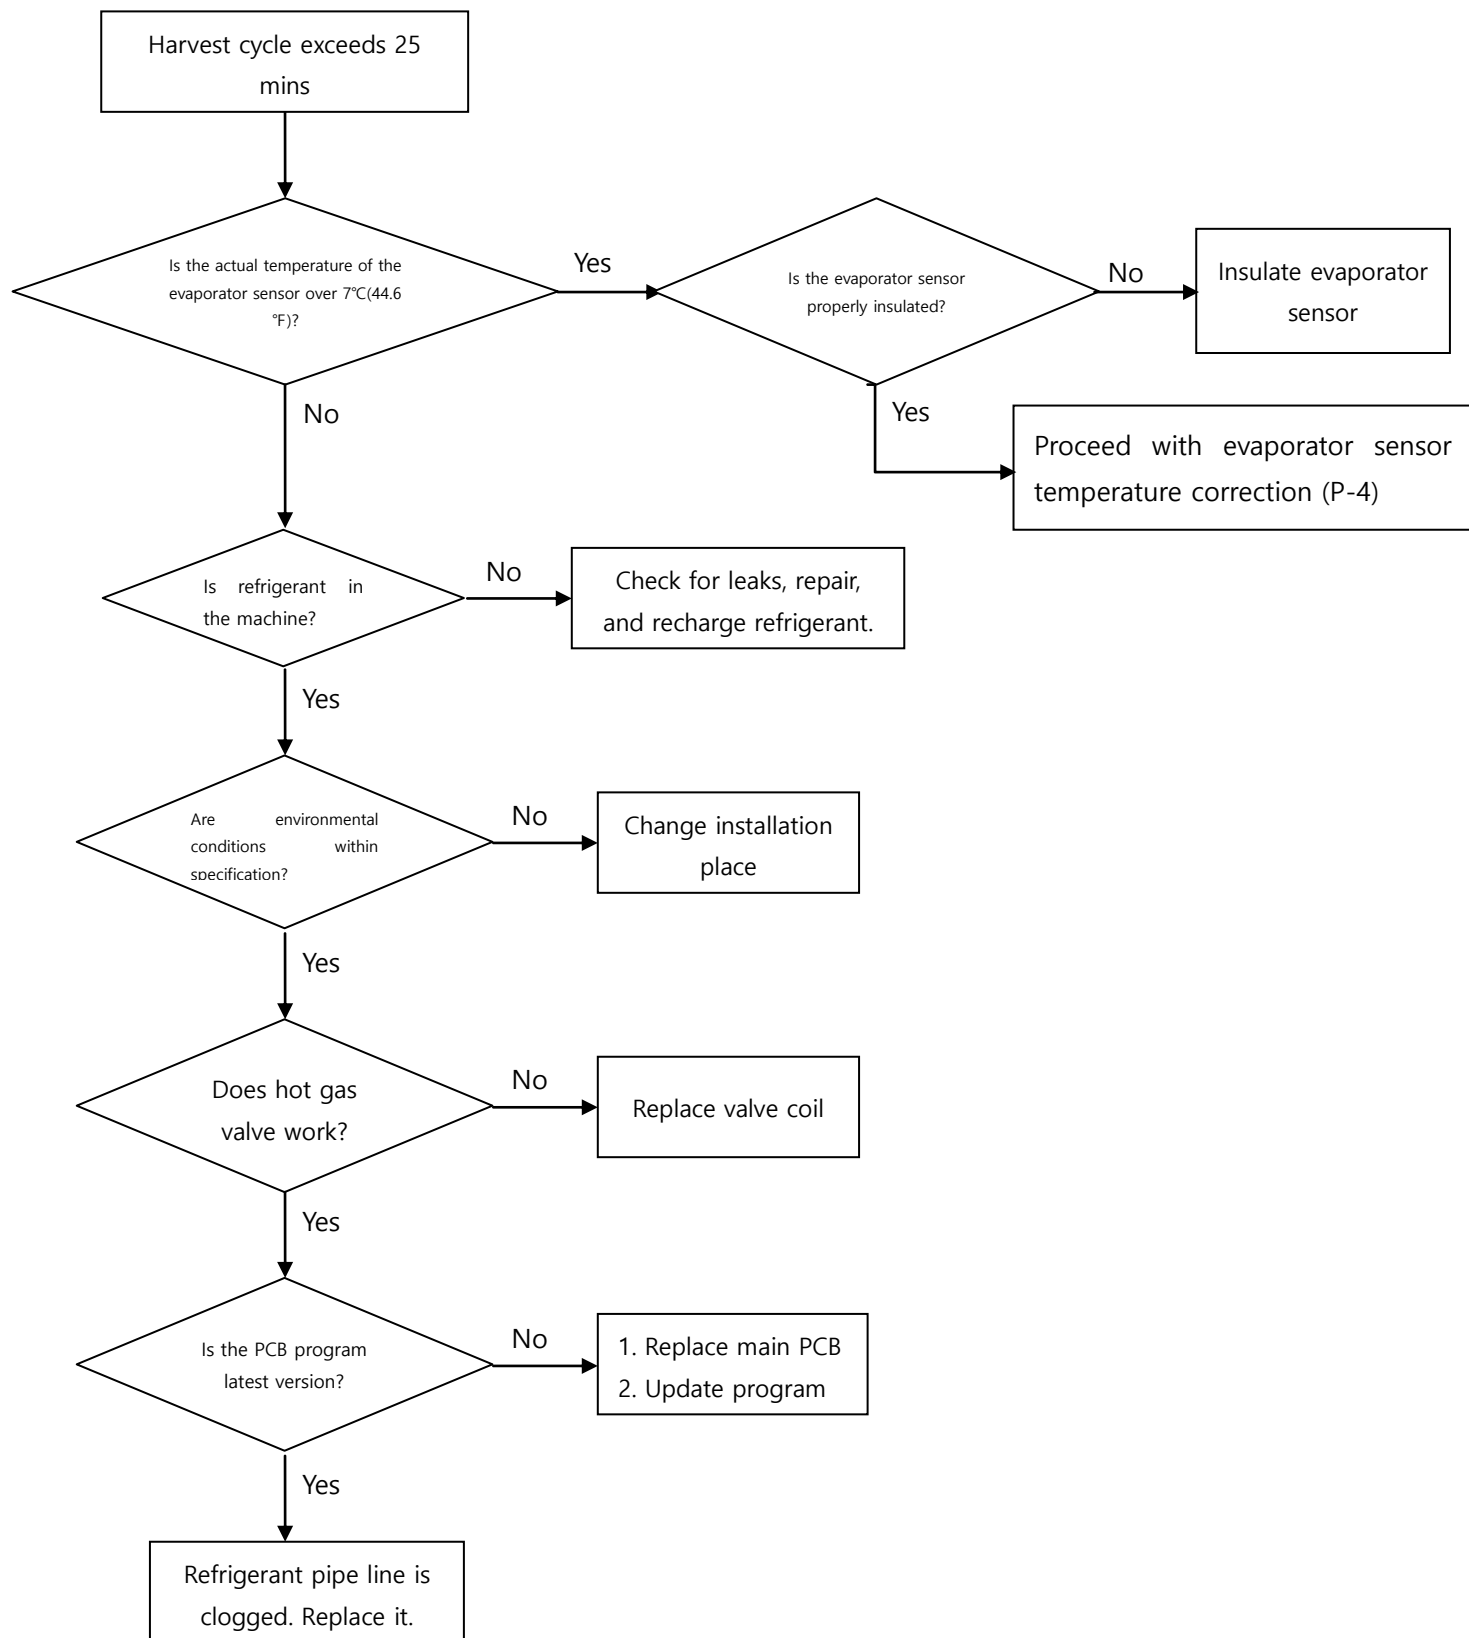 Harvest cycle exceeds 25
mins
Is the actual temperature of the
evaporator sensor over 7℃(44.6
℉)?
Yes
Is the evaporator sensor
properly insulated?
No
Insulate evaporator
sensor
No
Yes
Proceed with evaporator sensor
temperature correction (P-4)
Is refrigerant in
the machine?
No
Check for leaks, repair,
and recharge refrigerant.
Yes
Are environmental
conditions within
specification?
No
Change installation
place
Yes
Does hot gas
valve work?
No
Replace valve coil
Yes
Is the PCB program
latest version?
No
1. Replace main PCB
2. Update program
Yes
Refrigerant pipe line is
clogged. Replace it.